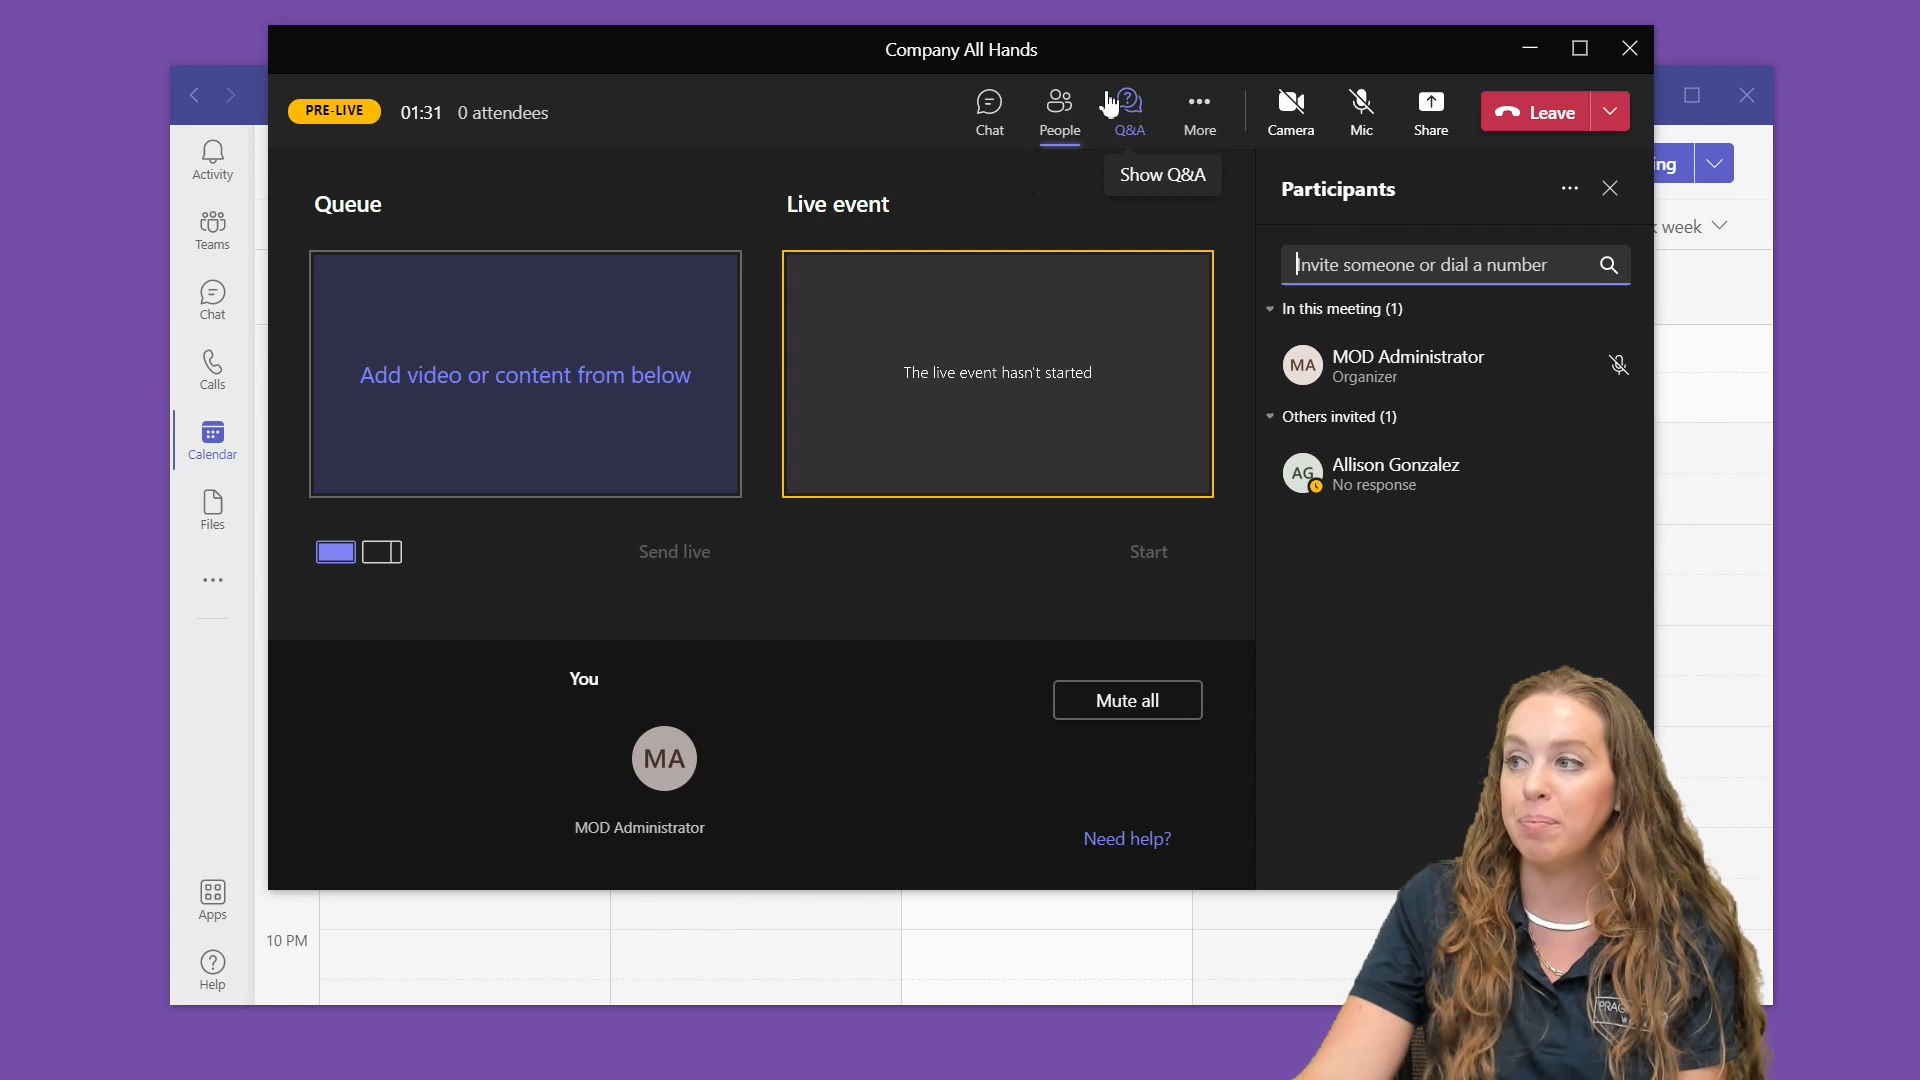 Company All Hands
PRE-LIVE
01:31
0 attendees
Chat
People
Q&A
More
Camera
Mic
Share
Leave
Show Q&A
Activity
Teams
Chat
Calls
Calendar
Files
Apps
Help
Queue
Live event
Add video or content from below
The live event hasn't started
Send live
Start
You
Mute all
MA
MOD Administrator
Need help?
Participants
Invite someone or dial a number
In this meeting (1)
MA
MOD Administrator
Organizer
Others invited (1)
AG
Allison Gonzalez
No response
ing
week
10 PM